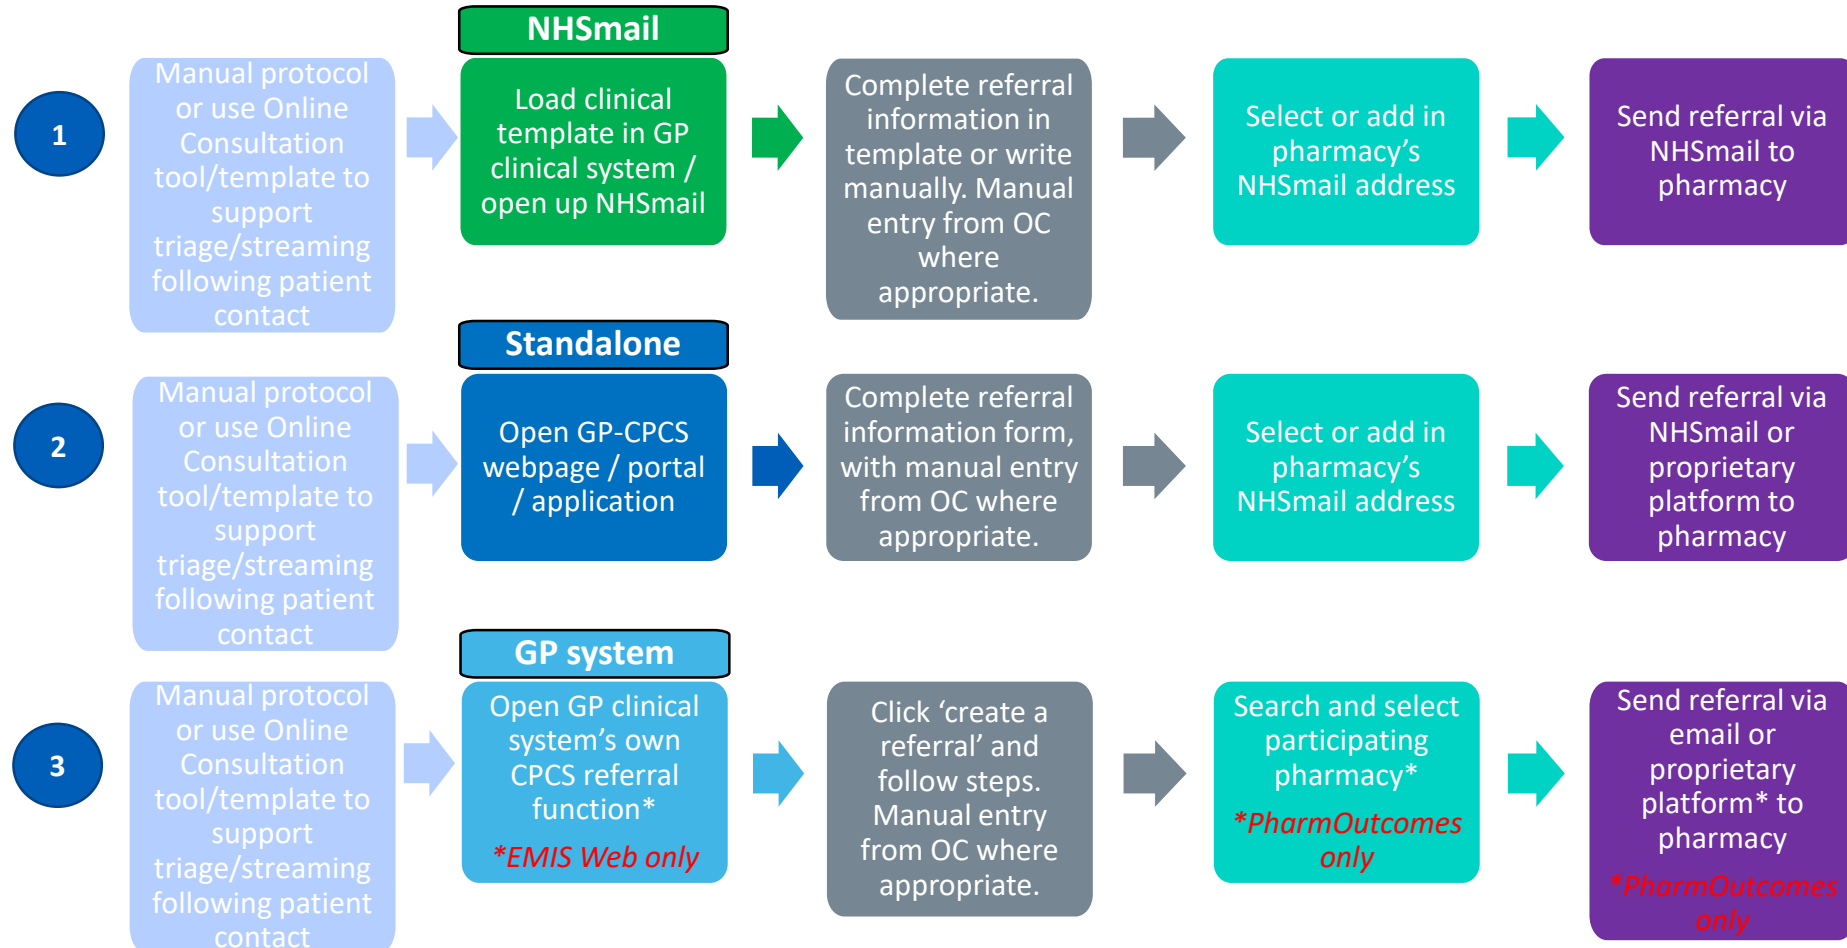 1
Manual protocol
or use Online
Consultation
tool/template to
support
triage/streaming
following patient
contact
NHSmail
Load clinical
template in GP
clinical system /
open up NHSmail
Complete referral
information in
template or write
manually. Manual
entry from OC
where
appropriate.
Select or add in
pharmacy’s
NHSmail address
Send referral via
NHSmail to
pharmacy
2
Manual protocol
or use Online
Consultation
tool/template to
support
triage/streaming
following patient
contact
Standalone
Open GP-CPCS
webpage / portal
/ application
Complete referral
information form,
with manual entry
from OC where
appropriate.
Select or add in
pharmacy’s
NHSmail address
Send referral via
NHSmail or
proprietary
platform to
pharmacy
3
Manual protocol
or use Online
Consultation
tool/template to
support
triage/streaming
following patient
contact
GP system
Open GP clinical
system’s own
CPCS referral
function*
*EMIS Web only
Click ‘create a
referral’ and
follow steps.
Manual entry
from OC where
appropriate.
Search and select
participating
pharmacy*
*PharmOutcomes
only
Send referral via
email or
proprietary
platform* to
pharmacy
*PharmOutcomes
only